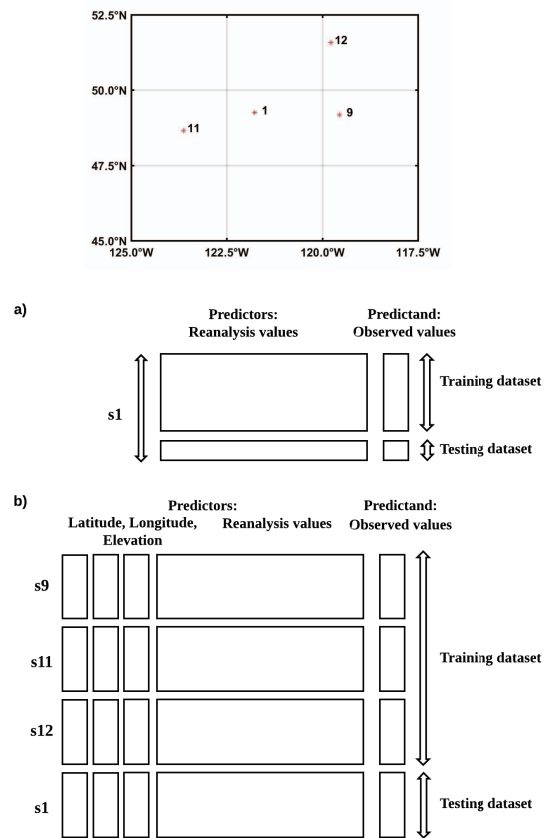 52.5°N
12
50.0°N
1
9
11
47.5°N
45.0°N
125.0°W 122.5°W 120.0°W 117.5°W
a)
Predictors: Predictand:
Reanalysis values Observed values
Training dataset
s1
Testing dataset
b)
Predictors: Predictand:
Latitude, Longitude, Reanalysis values Observed values
Elevation
s9
s11
Training dataset
s12
s1
Testing dataset